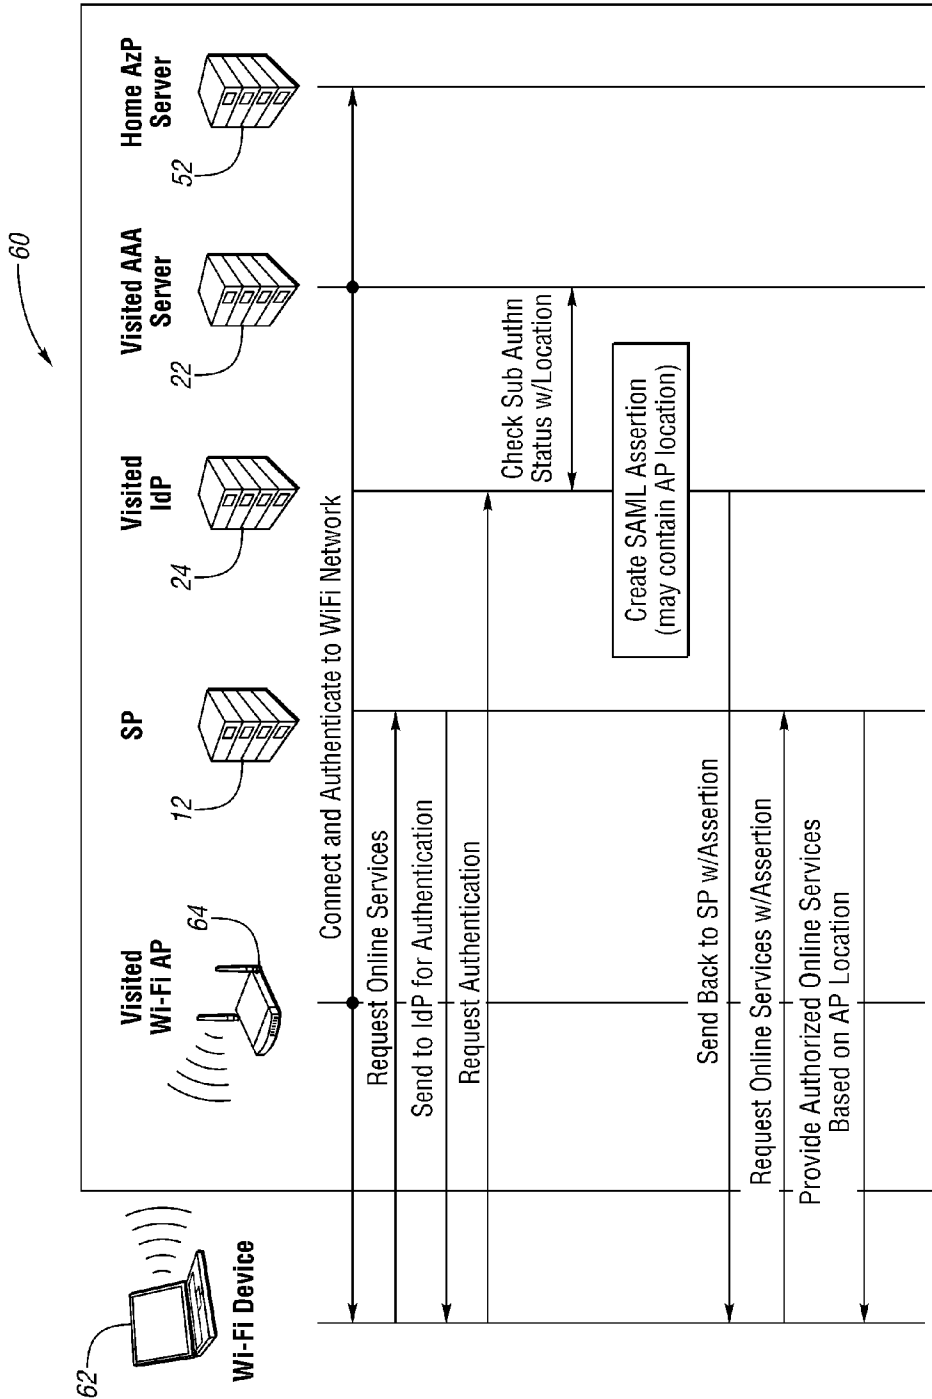 60
62
Wi-Fi Device
Visited
Wi-Fi AP
64
SP
12
Visited
IdP
24
Visited AAA
Server
22
Home AzP
Server
52
Connect and Authenticate to WiFi Network
Request Online Services
Send to IdP for Authentication
Request Authentication
Check Sub Authn
Status w/Location
Create SAML Assertion
(may contain AP location)
Send Back to SP w/Assertion
Request Online Services w/Assertion
Provide Authorized Online Services
Based on AP Location